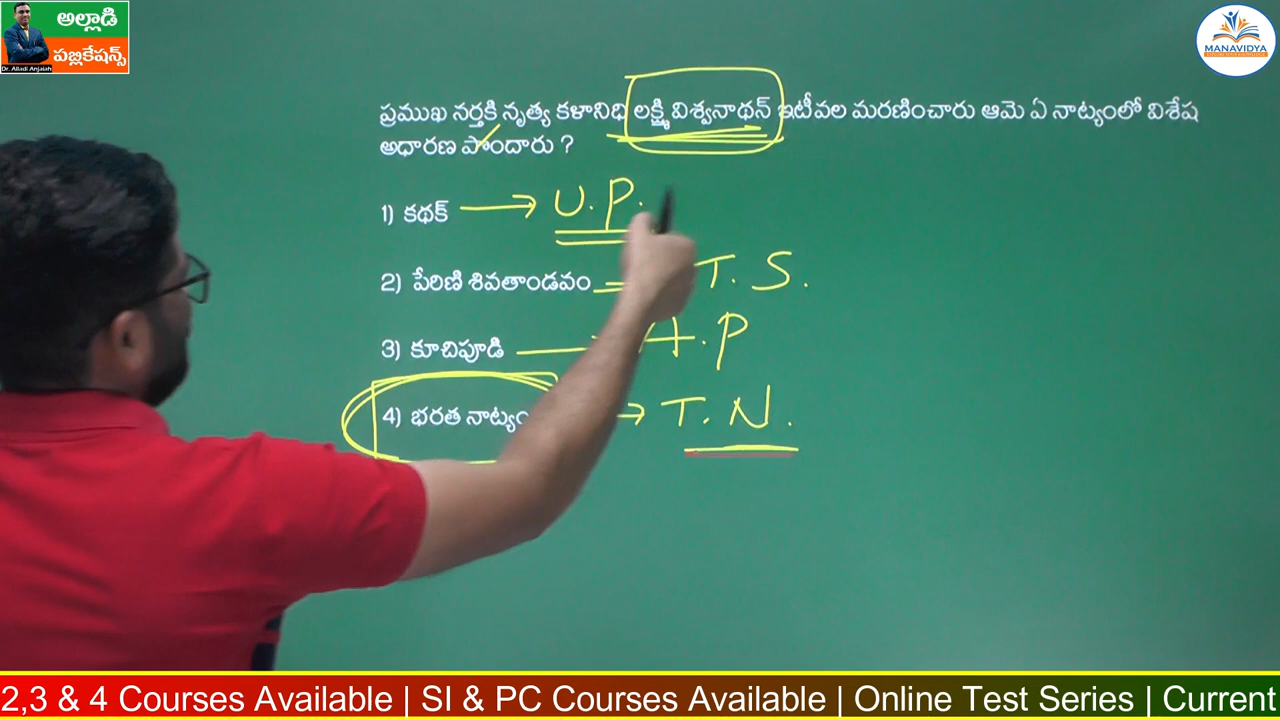 అల్లాడి
పబ్లికేషన్స్
Dr. Alladi Anjaiah
MANAVIDYA
ప్రముఖ నర్తకి నృత్య కళానిధి లక్ష్మి విశ్వనాథన్ ఇటీవల మరణించారు ఆమె ఏ నాట్యంలో విశేష
అధారణ పొందారు ?
1) కథక్ → U.P.
2) పేరిణి శివతాండవం T.S.
3) కూచిపూడి A.P
4) భరత నాట్యం → T.N.
2,3 & 4 Courses Available | SI & PC Courses Available | Online Test Series | Current